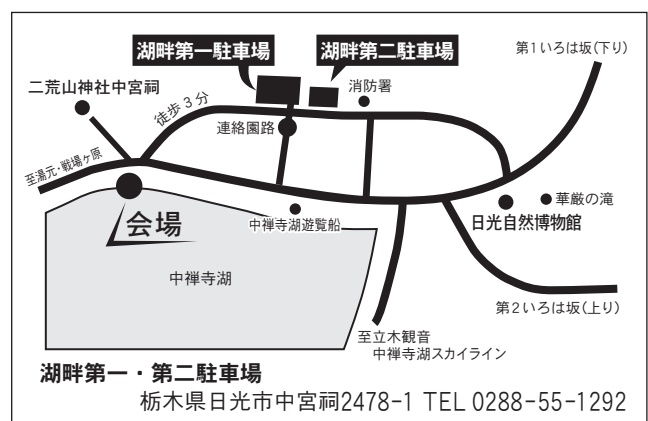 湖畔第一駐車場
湖畔第二駐車場
第1いろは坂(下り)
二荒山神社中宮祠
消防署
徒歩3分
連絡園路
至湯元・戦場ヶ原
会場
中禅寺湖遊覧船
華厳の滝
日光自然博物館
中禅寺湖
第2いろは坂(上り)
至立木観音
中禅寺湖スカイライン
湖畔第一・第二駐車場
栃木県日光市中宮祠2478-1 TEL 0288-55-1292